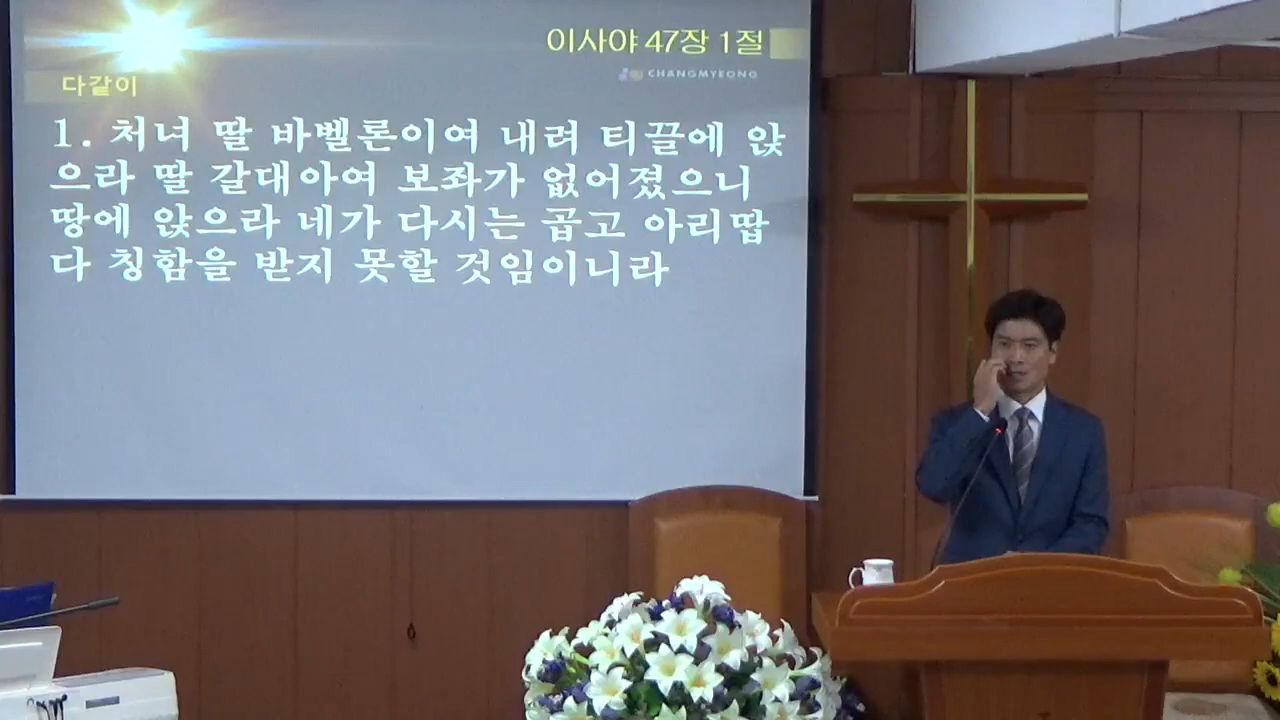 이사야 47장 1절
CHANGMYEONG
다같이
1. 처녀 딸 바벨론이여 내려 티끌에 앉
으라 딸 갈대아여 보좌가 없어졌으니
땅에 앉으라 네가 다시는 곱고 아리땁
다 칭함을 받지 못할 것임이니라